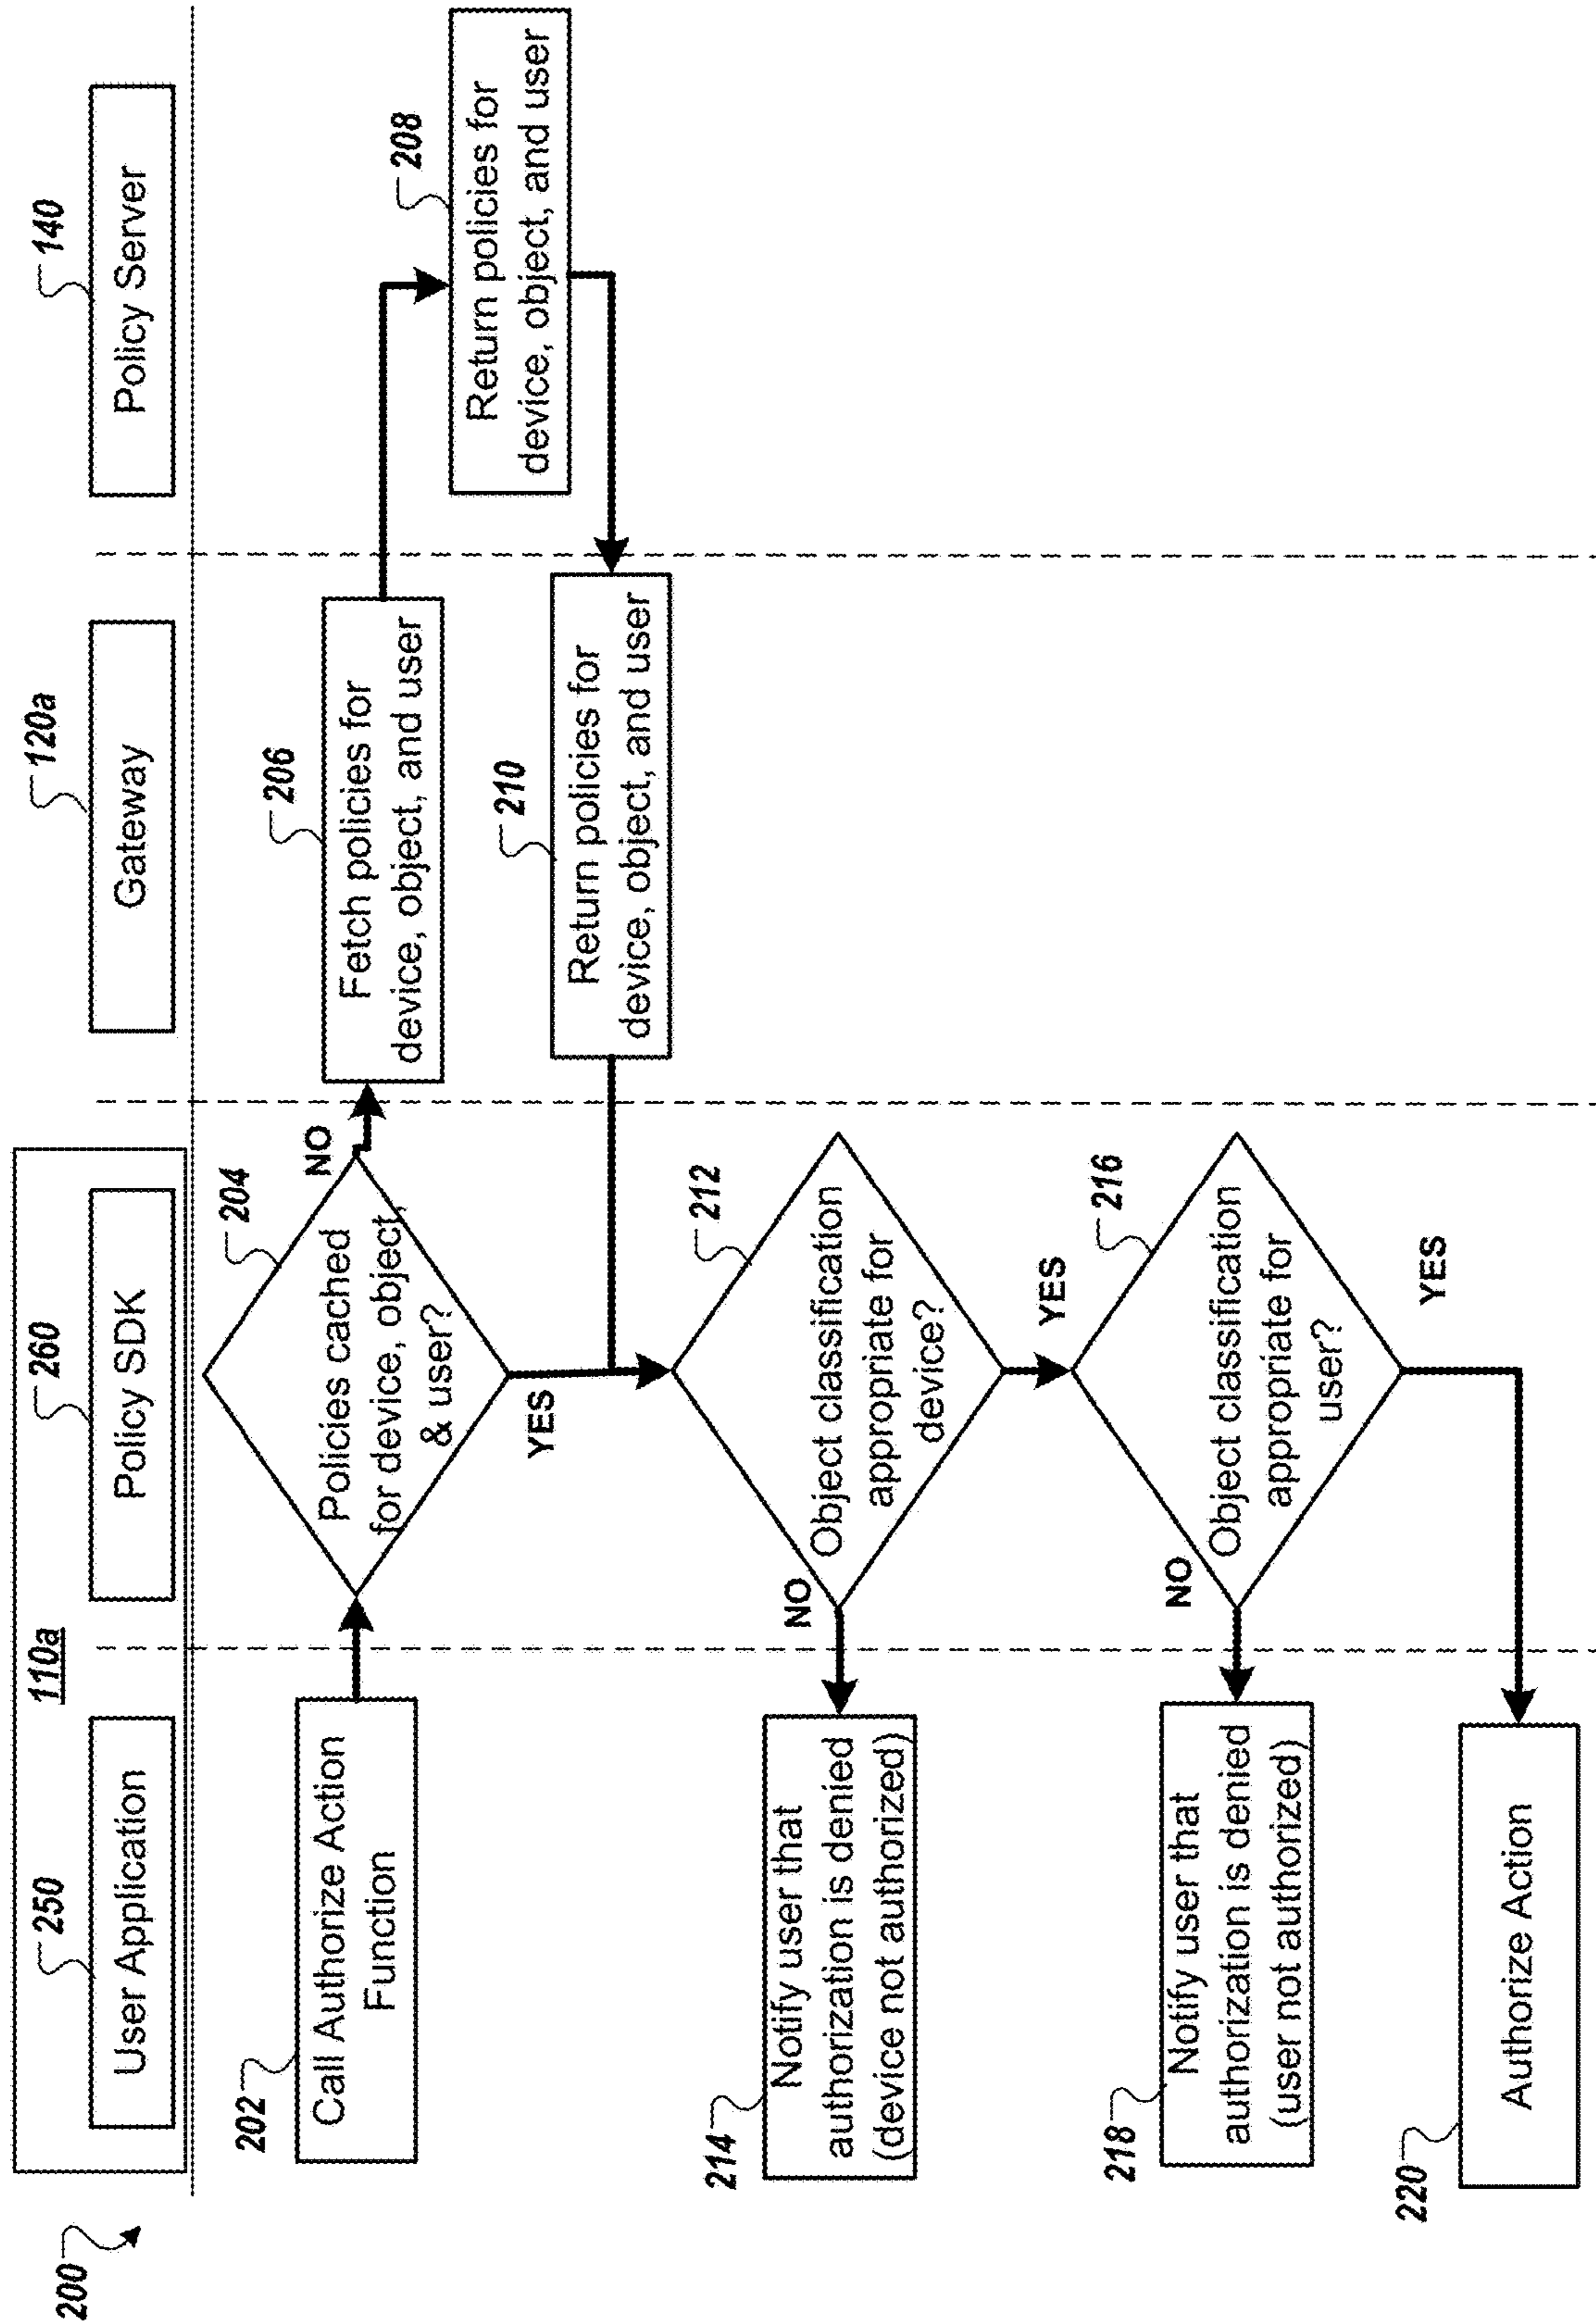 200
110a
250
260
120a
140
User Application
Policy SDK
Gateway
Policy Server
202
Call Authorize Action
Function
204
Policies cached
for device, object,
& user?
NO
YES
206
Fetch policies for
device, object, and user
208
Return policies for
device, object, and user
210
Return policies for
device, object, and user
212
Object classification
appropriate for
device?
NO
YES
214
Notify user that
authorization is denied
(device not authorized)
216
Object classification
appropriate for
user?
NO
YES
218
Notify user that
authorization is denied
(user not authorized)
220
Authorize Action